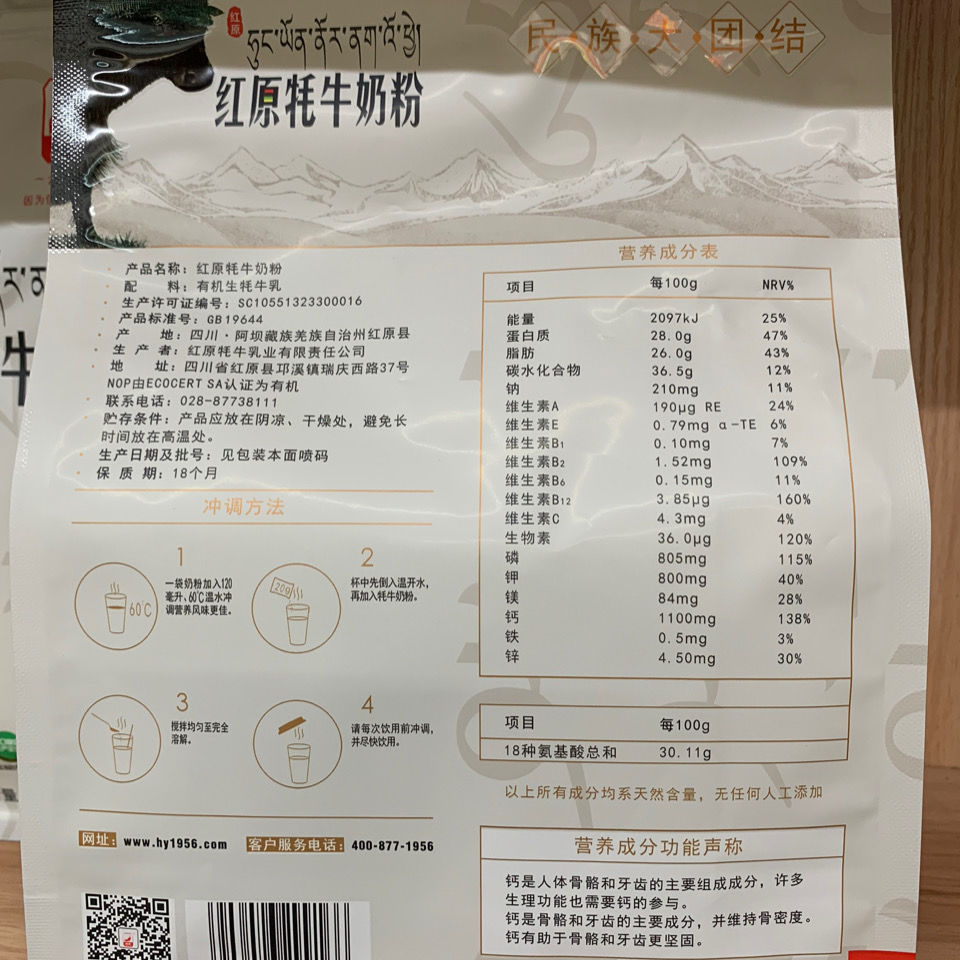 红原
ཧུང་ཡོན་ནོར་ནག་འོ་ཕྱེ།
红原牦牛奶粉
民·族·大·团·结
产品名称：红原牦牛奶粉
配 料：有机生牦牛乳
生产许可证编号：SC10551323300016
产品标准号：GB19644
产 地：四川·阿坝藏族羌族自治州红原县
生 产 者：红原牦牛乳业有限责任公司
地 址：四川省红原县邛溪镇瑞庆西路37号
NOP由ECOCERT SA认证为有机
联系电话：028-87738111
贮存条件：产品应放在阴凉、干燥处，避免长
时间放在高温处。
生产日期及批号：见包装本面喷码
保 质 期：18个月
冲调方法
1
一袋奶粉加入120
毫升、60℃温水冲
调营养风味更佳。
60℃
2
杯中先倒入温开水，
再加入牦牛奶粉。
20g
3
搅拌均匀至完全
溶解。
4
请每次饮用前冲调，
并尽快饮用。
网址： www.hy1956.com 客户服务电话： 400-877-1956
营养成分表
项目 每100g NRV%
能量 2097kJ 25%
蛋白质 28.0g 47%
脂肪 26.0g 43%
碳水化合物 36.5g 12%
钠 210mg 11%
维生素A 190μg RE 24%
维生素E 0.79mg α-TE 6%
维生素B1 0.10mg 7%
维生素B2 1.52mg 109%
维生素B6 0.15mg 11%
维生素B12 3.85μg 160%
维生素C 4.3mg 4%
生物素 36.0μg 120%
磷 805mg 115%
钾 800mg 40%
镁 84mg 28%
钙 1100mg 138%
铁 0.5mg 3%
锌 4.50mg 30%
项目 每100g
18种氨基酸总和 30.11g
以上所有成分均系天然含量，无任何人工添加
营养成分功能声称
钙是人体骨骼和牙齿的主要组成成分，许多
生理功能也需要钙的参与。
钙是骨骼和牙齿的主要成分，并维持骨密度。
钙有助于骨骼和牙齿更坚固。
因为
牛